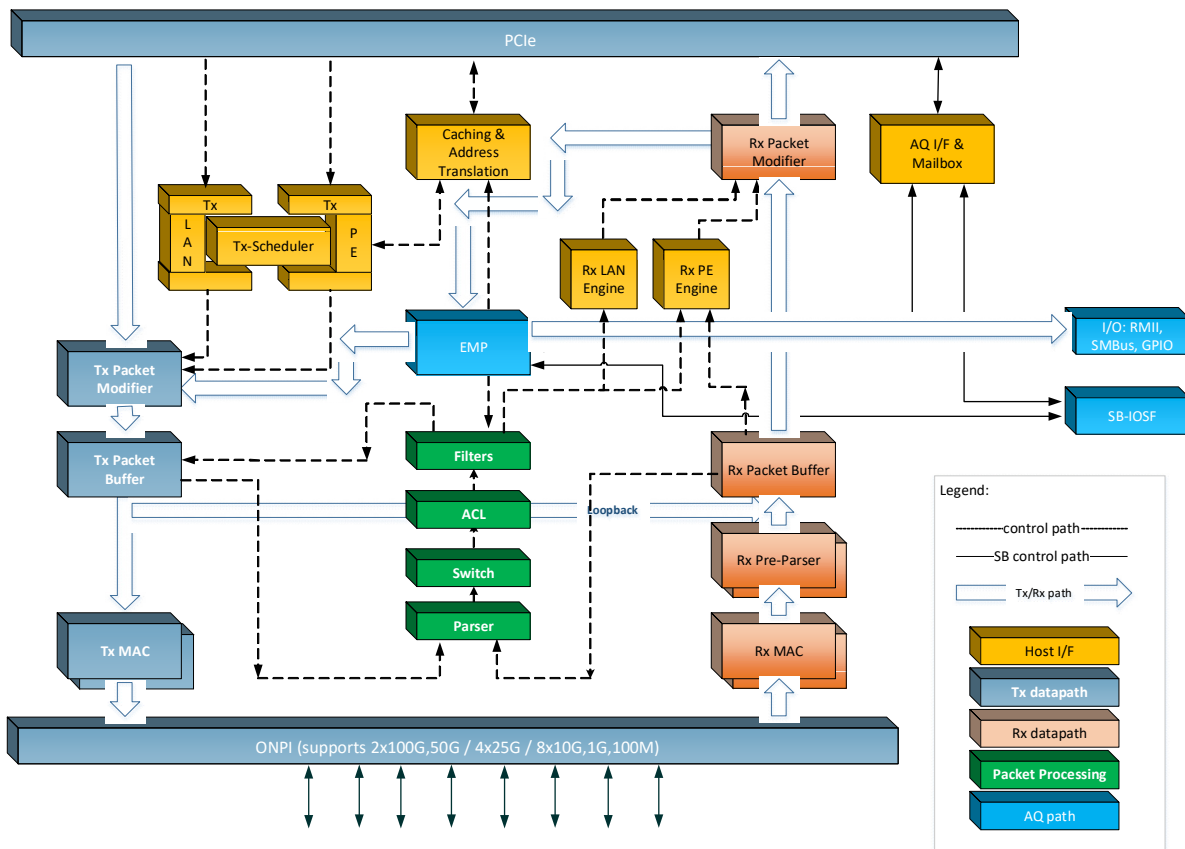 PCIe
Caching &
Address
Translation
Rx Packet
Modifier
AQ I/F &
Mailbox
Tx
Tx
L
A
N
Tx-Scheduler
P
E
Rx LAN
Engine
Rx PE
Engine
EMP
I/O: RMII,
SMBus, GPIO
Tx Packet
Modifier
SB-IOSF
Tx Packet
Buffer
Filters
Rx Packet Buffer
ACL
Loopback
Switch
Rx Pre-Parser
Parser
Tx MAC
Rx MAC
ONPI (supports 2x100G,50G / 4x25G / 8x10G,1G,100M)
Legend:
control path
SB control path
Tx/Rx path
Host I/F
Tx datapath
Rx datapath
Packet Processing
AQ path